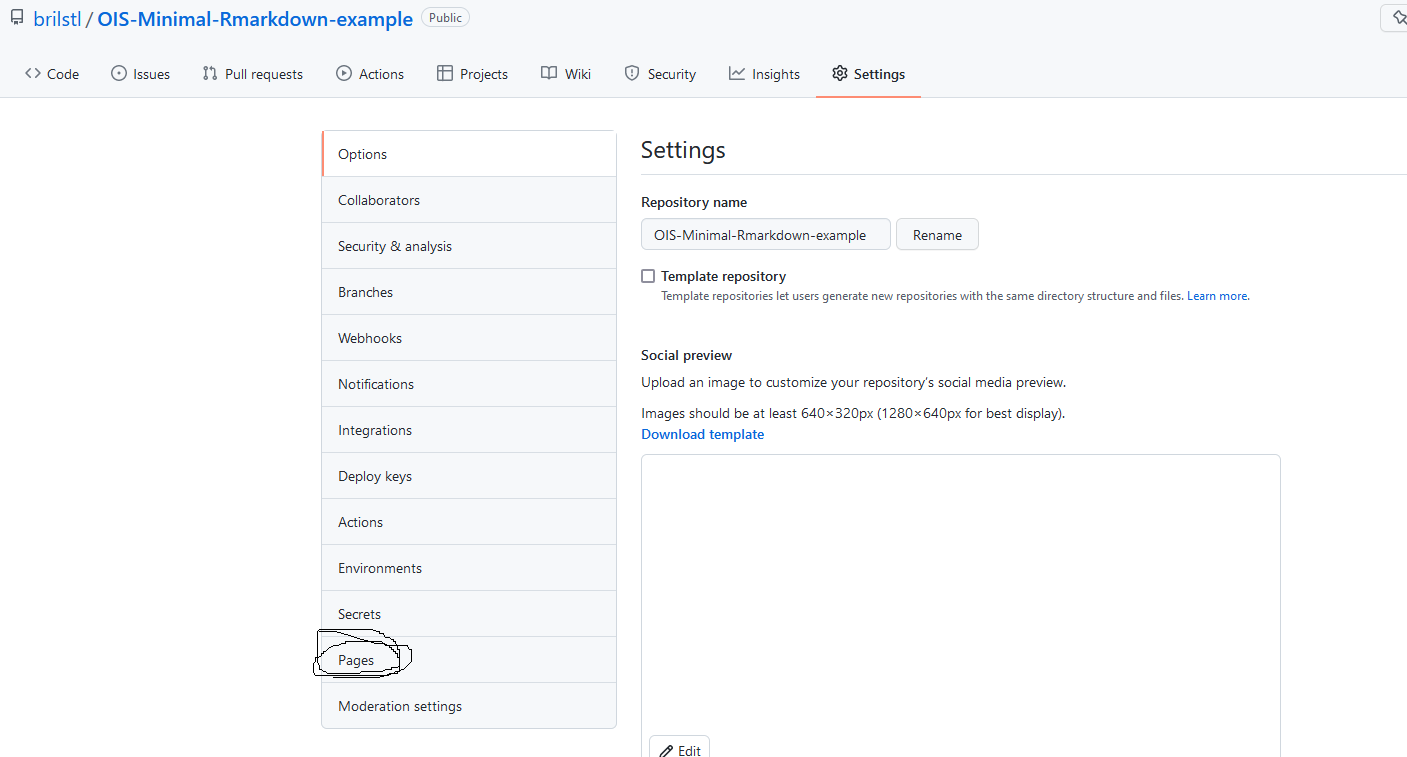 brilstl / OIS-Minimal-Rmarkdown-example Public
Code Issues Pull requests Actions Projects Wiki Security Insights Settings
Options
Collaborators
Security & analysis
Branches
Webhooks
Notifications
Integrations
Deploy keys
Actions
Environments
Secrets
Pages
Moderation settings
Settings
Repository name
OIS-Minimal-Rmarkdown-example Rename
Template repository
Template repositories let users generate new repositories with the same directory structure and files. Learn more.
Social preview
Upload an image to customize your repository's social media preview.
Images should be at least 640×320px (1280×640px for best display).
Download template
Edit